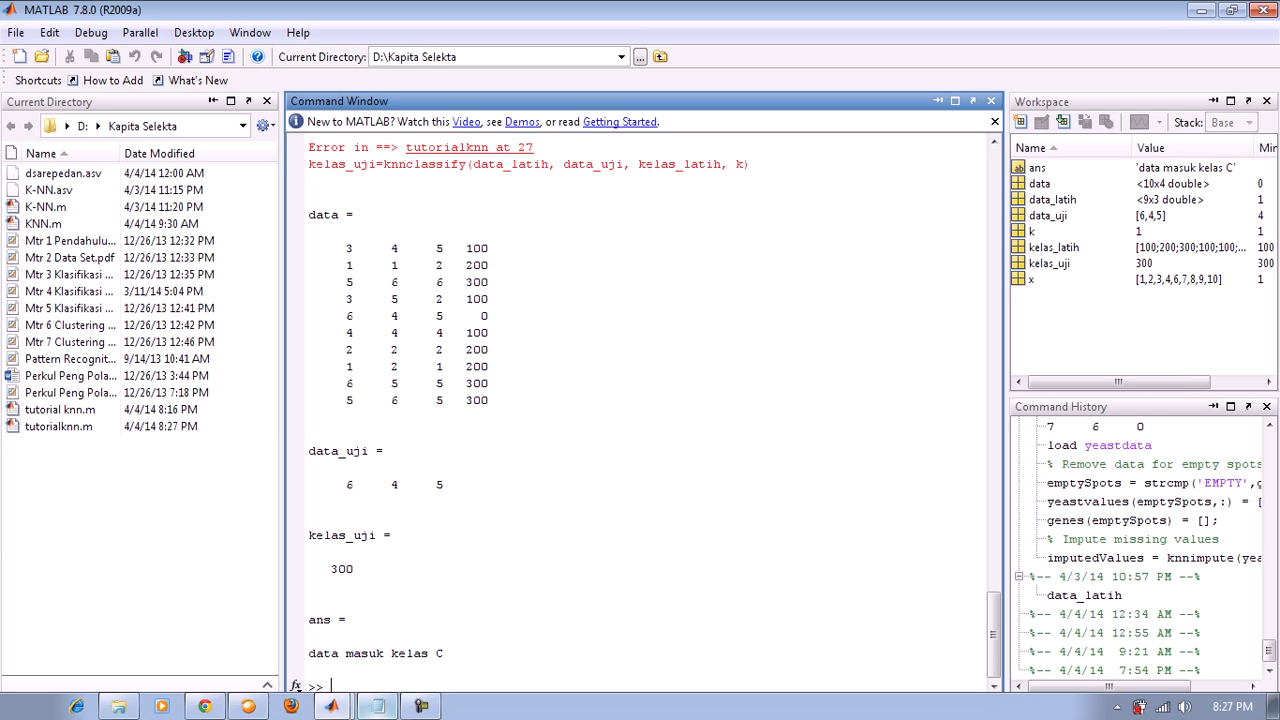 MATLAB 7.8.0 (R2009a)
File Edit Debug Parallel Desktop Window Help
Current Directory: D:\Kapita Selekta
Shortcuts How to Add What's New
Current Directory
D: Kapita Selekta
Name Date Modified
dsarepedan.asv 4/4/14 12:00 AM
K-NN.asv 4/3/14 11:15 PM
K-NN.m 4/3/14 11:20 PM
KNN.m 4/4/14 9:30 AM
Mtr 1 Pendahulu... 12/26/13 12:32 PM
Mtr 2 Data Set.pdf 12/26/13 12:33 PM
Mtr 3 Klasifikasi ... 12/26/13 12:35 PM
Mtr 4 Klasifikasi ... 3/11/14 5:04 PM
Mtr 5 Klasifikasi ... 12/26/13 12:41 PM
Mtr 6 Clustering ... 12/26/13 12:42 PM
Mtr 7 Clustering ... 12/26/13 12:46 PM
Pattern Recognit... 9/14/13 10:41 AM
Perkul Peng Pola... 12/26/13 3:44 PM
Perkul Peng Pola... 12/26/13 7:18 PM
tutorial knn.m 4/4/14 8:16 PM
tutorialknn.m 4/4/14 8:27 PM
Command Window
New to MATLAB? Watch this Video, see Demos, or read Getting Started.
Error in ==> tutorialknn at 27
kelas_uji=knnclassify(data_latih, data_uji, kelas_latih, k)
data =
3 4 5 100
1 1 2 200
5 6 6 300
3 5 2 100
6 4 5 0
4 4 4 100
2 2 2 200
1 2 1 200
6 5 5 300
5 6 5 300
data_uji =
6 4 5
kelas_uji =
300
ans =
data masuk kelas C
fx >>
Workspace
Stack: Base
Name Value Min
ans 'data masuk kelas C'
data <10x4 double> 0
data_latih <9x3 double> 1
data_uji [6,4,5] 4
k 1 1
kelas_latih [100;200;300;100;100;... 100
kelas_uji 300 300
x [1,2,3,4,6,7,8,9,10] 1
Command History
7 6 0
load yeastdata
% Remove data for empty spots
emptySpots = strcmp('EMPTY',g
yeastvalues(emptySpots,:) = [
genes(emptySpots) = [];
% Impute missing values
imputedValues = knnimpute(yea
%-- 4/3/14 10:57 PM --%
data_latih
%-- 4/4/14 12:34 AM --%
%-- 4/4/14 12:55 AM --%
%-- 4/4/14 9:21 AM --%
%-- 4/4/14 7:54 PM --%
8:27 PM